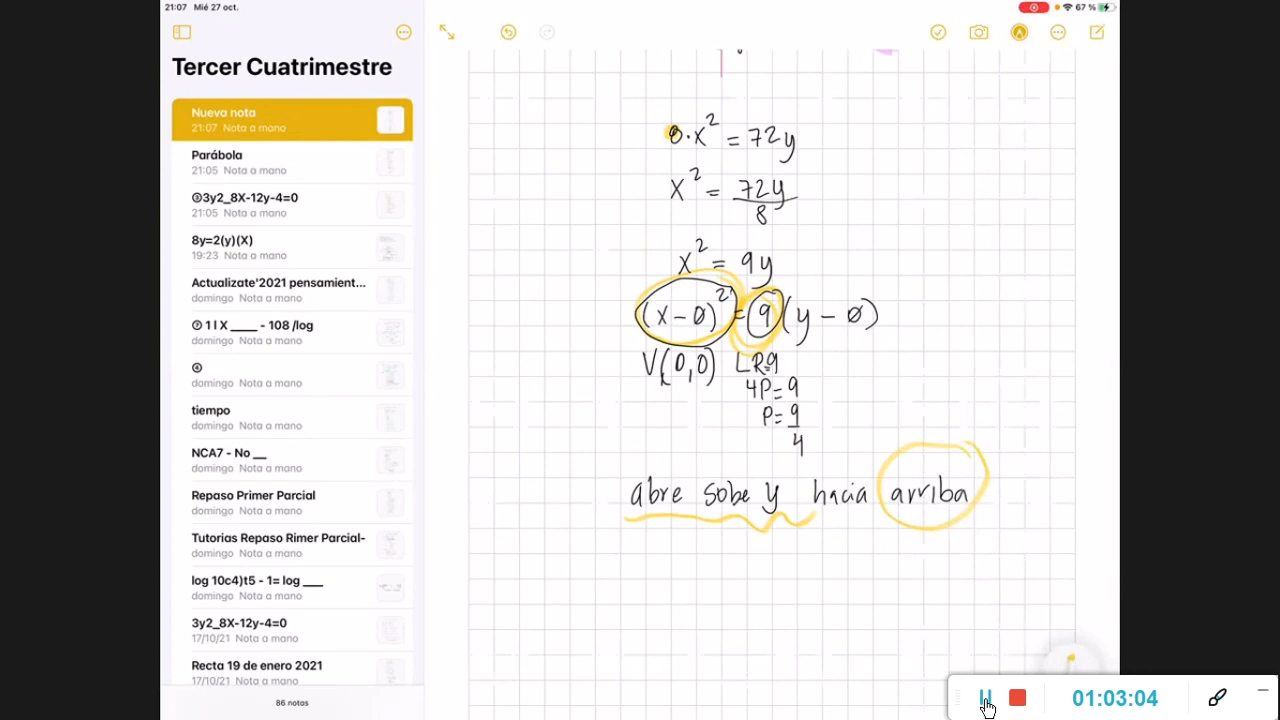 21:07 Mié 27 oct.
67 %
Tercer Cuatrimestre
Nueva nota
21:07 Nota a mano
Parábola
21:05 Nota a mano
③3y2_8X-12y-4=0
21:05 Nota a mano
8y=2(y)(X)
19:23 Nota a mano
Actualizate'2021 pensamient...
domingo Nota a mano
⑦ 1 I X ____ - 108 /log
domingo Nota a mano
④
domingo Nota a mano
tiempo
domingo Nota a mano
NCA7 - No __
domingo Nota a mano
Repaso Primer Parcial
domingo Nota a mano
Tutorias Repaso Rimer Parcial-
domingo Nota a mano
log 10c4)t5 - 1= log ___
domingo Nota a mano
3y2_8X-12y-4=0
17/10/21 Nota a mano
Recta 19 de enero 2021
17/10/21 Nota a mano
86 notas
8·x² = 72y
x² = 72y/8
x² = 9y
(x-0)² = 9(y-0)
V(0,0) LR=9
4P=9
P=9/4
abre sobe y hacia arriba
01:03:04